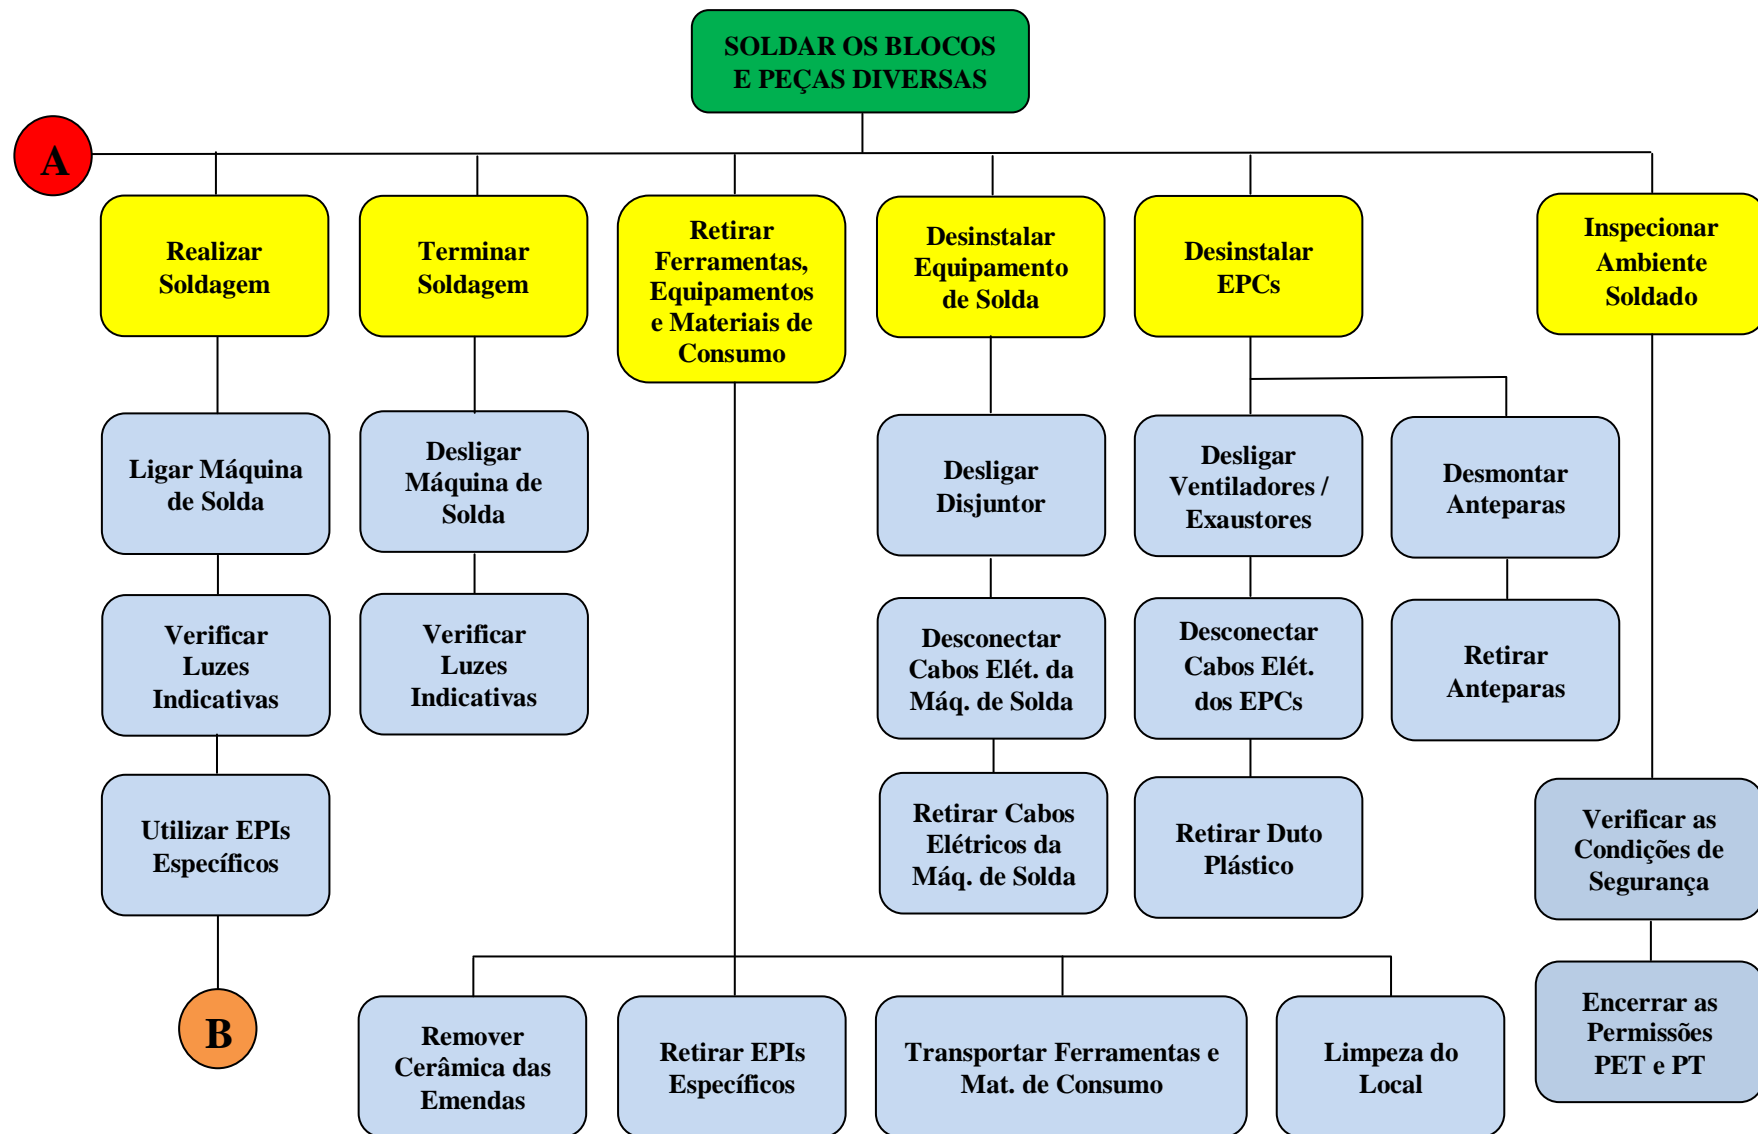 SOLDAR OS BLOCOS
E PEÇAS DIVERSAS
A
Realizar
Soldagem
Terminar
Soldagem
Retirar
Ferramentas,
Equipamentos
e Materiais de
Consumo
Desinstalar
Equipamento
de Solda
Desinstalar
EPCs
Inspecionar
Ambiente
Soldado
Ligar Máquina
de Solda
Desligar
Máquina de
Solda
Desligar
Disjuntor
Desligar
Ventiladores /
Exaustores
Desmontar
Anteparas
Verificar
Luzes
Indicativas
Verificar
Luzes
Indicativas
Desconectar
Cabos Elét. da
Máq. de Solda
Desconectar
Cabos Elét.
dos EPCs
Retirar
Anteparas
Utilizar EPIs
Específicos
Retirar Cabos
Elétricos da
Máq. de Solda
Retirar Duto
Plástico
Verificar as
Condições de
Segurança
B
Remover
Cerâmica das
Emendas
Retirar EPIs
Específicos
Transportar Ferramentas e
Mat. de Consumo
Limpeza do
Local
Encerrar as
Permissões
PET e PT